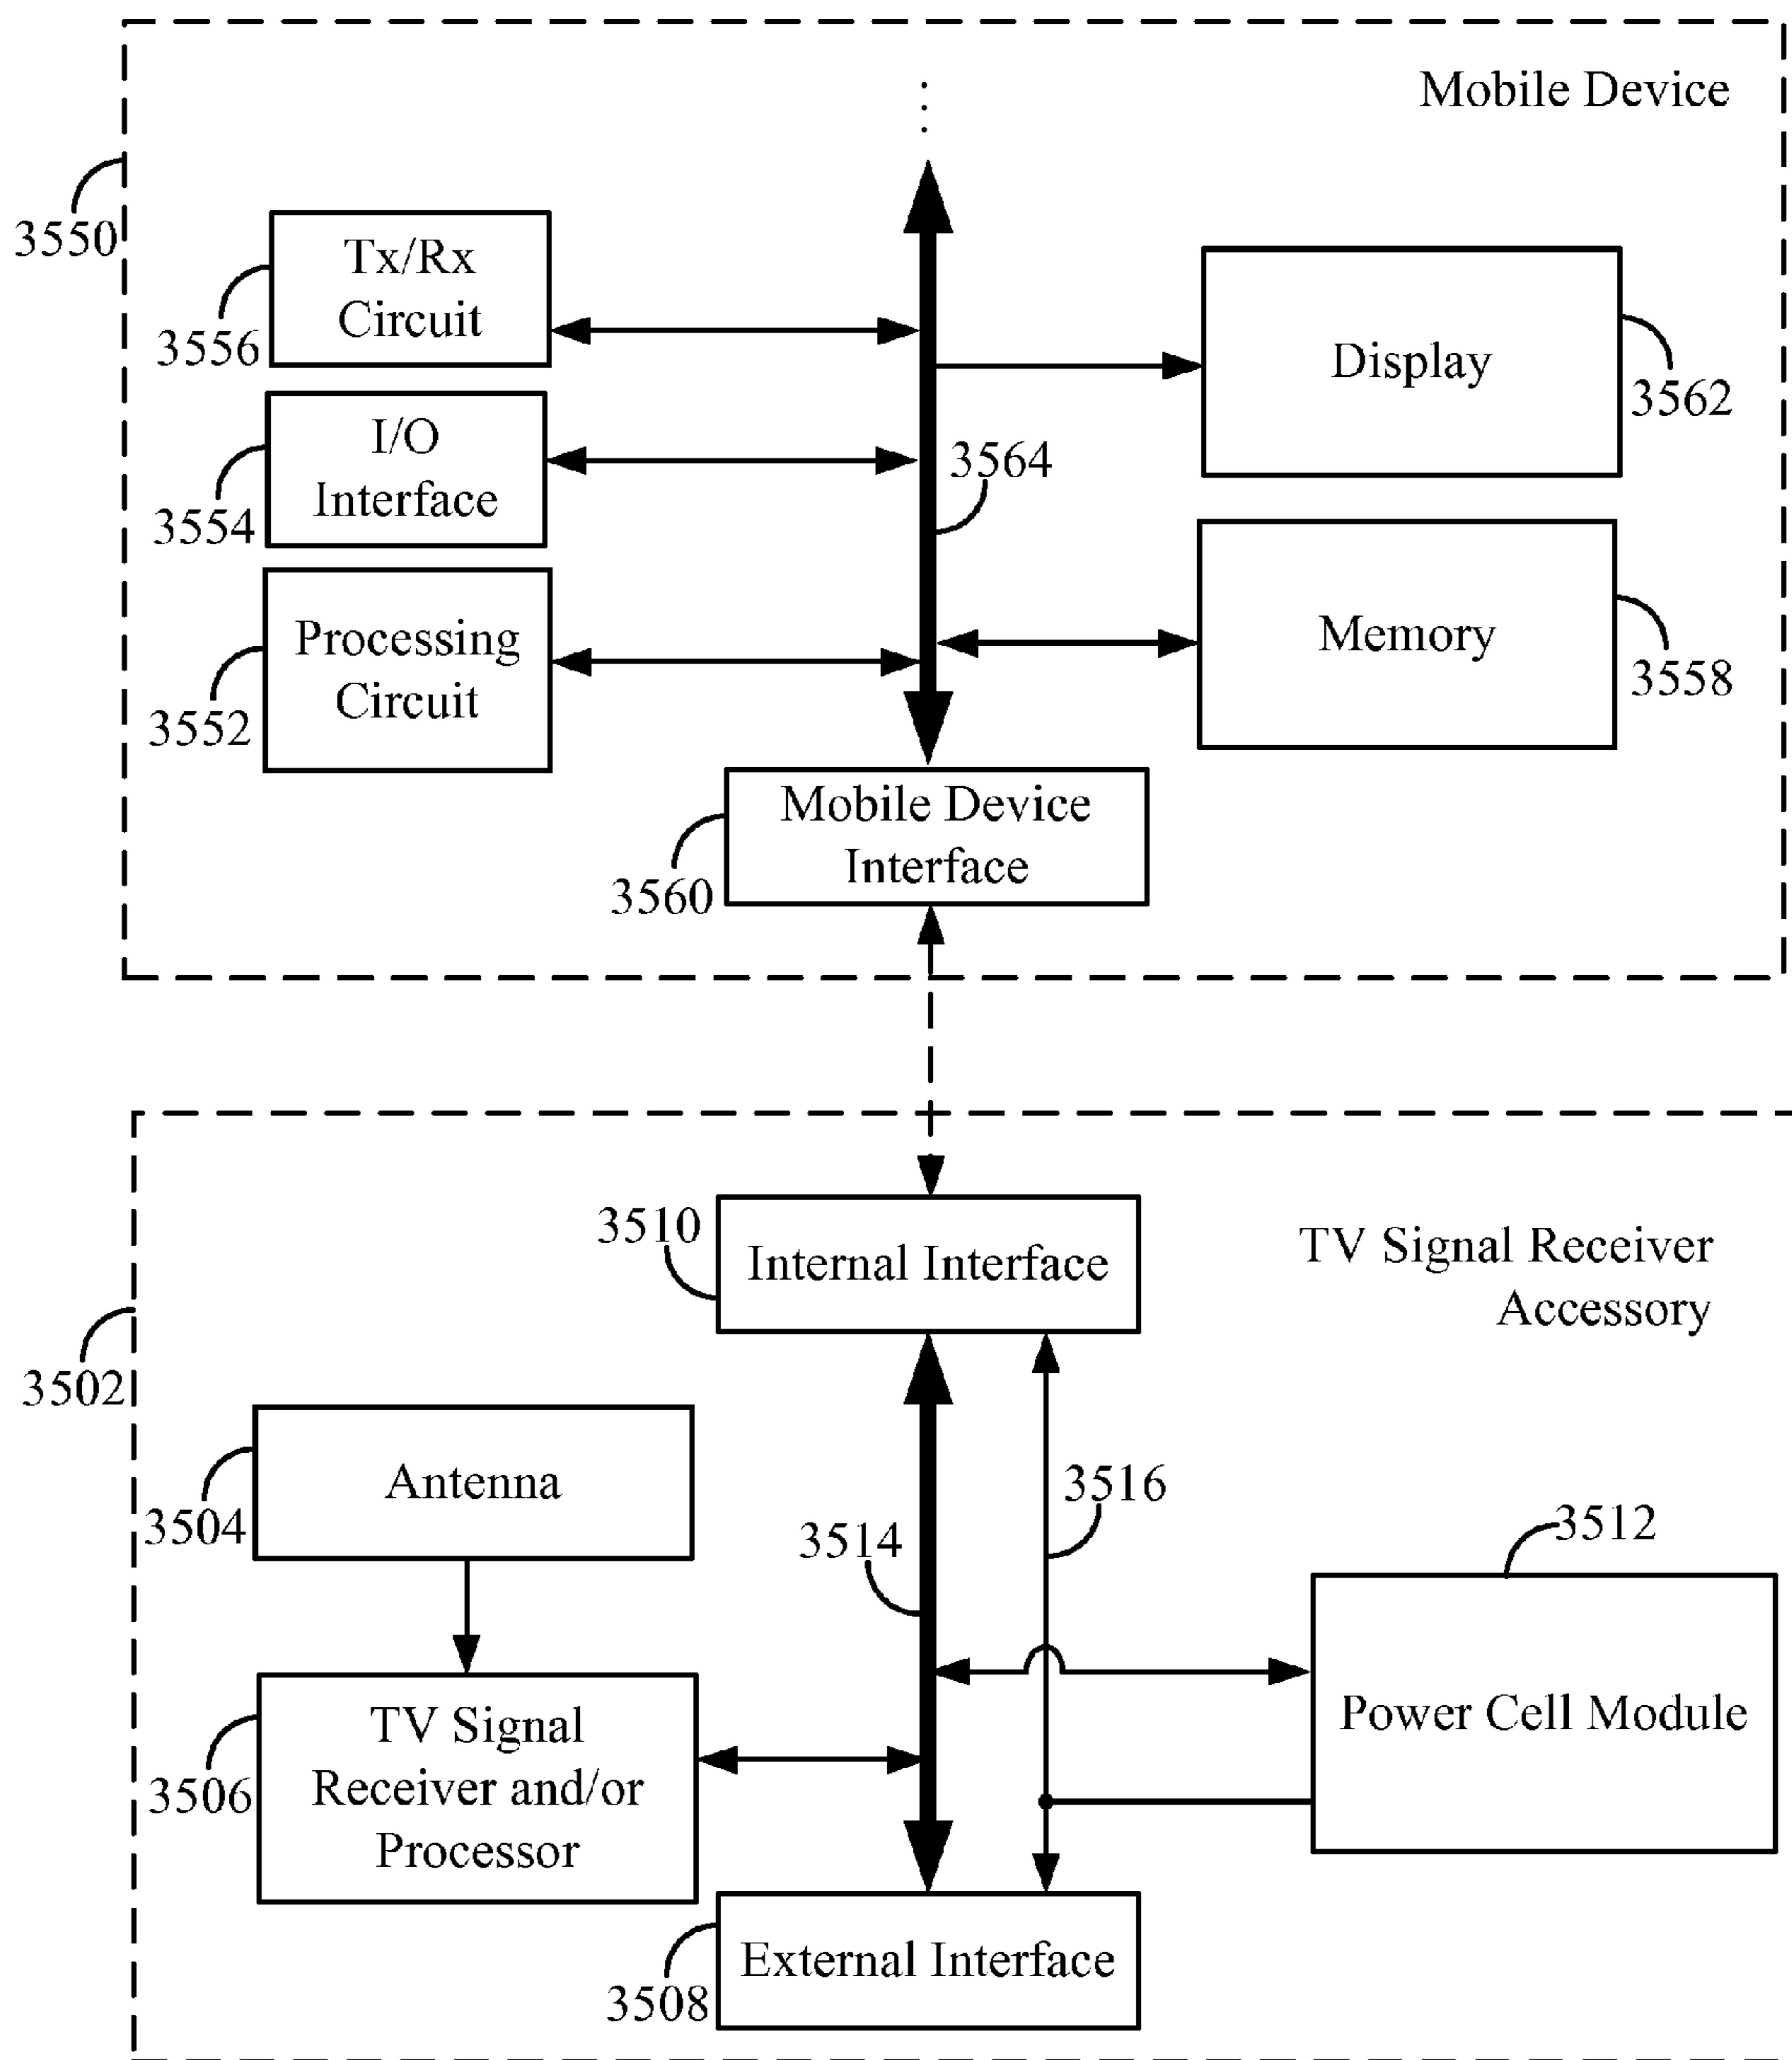 Mobile Device
3550
Tx/Rx
Circuit
3556
Display
3562
I/O
Interface
3554
3564
Processing
Circuit
3552
Memory
3558
Mobile Device
Interface
3560
3510
Internal Interface
TV Signal Receiver
Accessory
3502
Antenna
3504
3514
3516
3512
TV Signal
Receiver and/or
Processor
3506
Power Cell Module
External Interface
3508